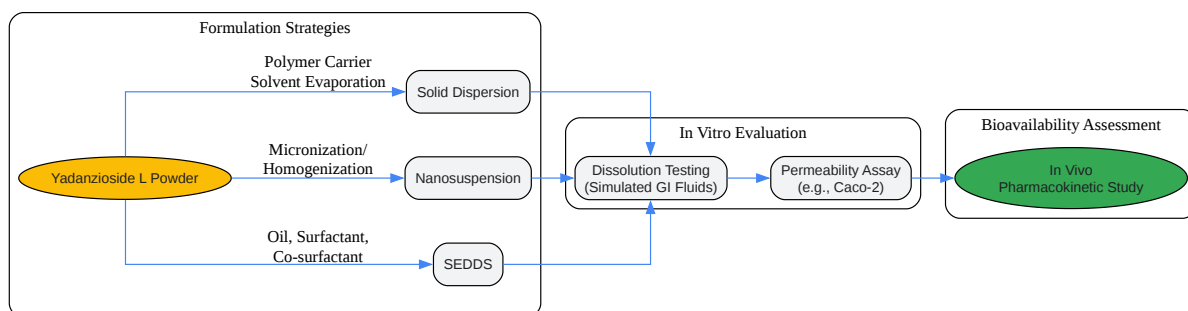 Formulation Strategies
Polymer Carrier
Solvent Evaporation
Solid Dispersion
Yadanzioside L Powder
Micronization/
Homogenization
Nanosuspension
Oil, Surfactant,
Co-surfactant
SEDDS
In Vitro Evaluation
Dissolution Testing
(Simulated GI Fluids)
Permeability Assay
(e.g., Caco-2)
Bioavailability Assessment
In Vivo
Pharmacokinetic Study